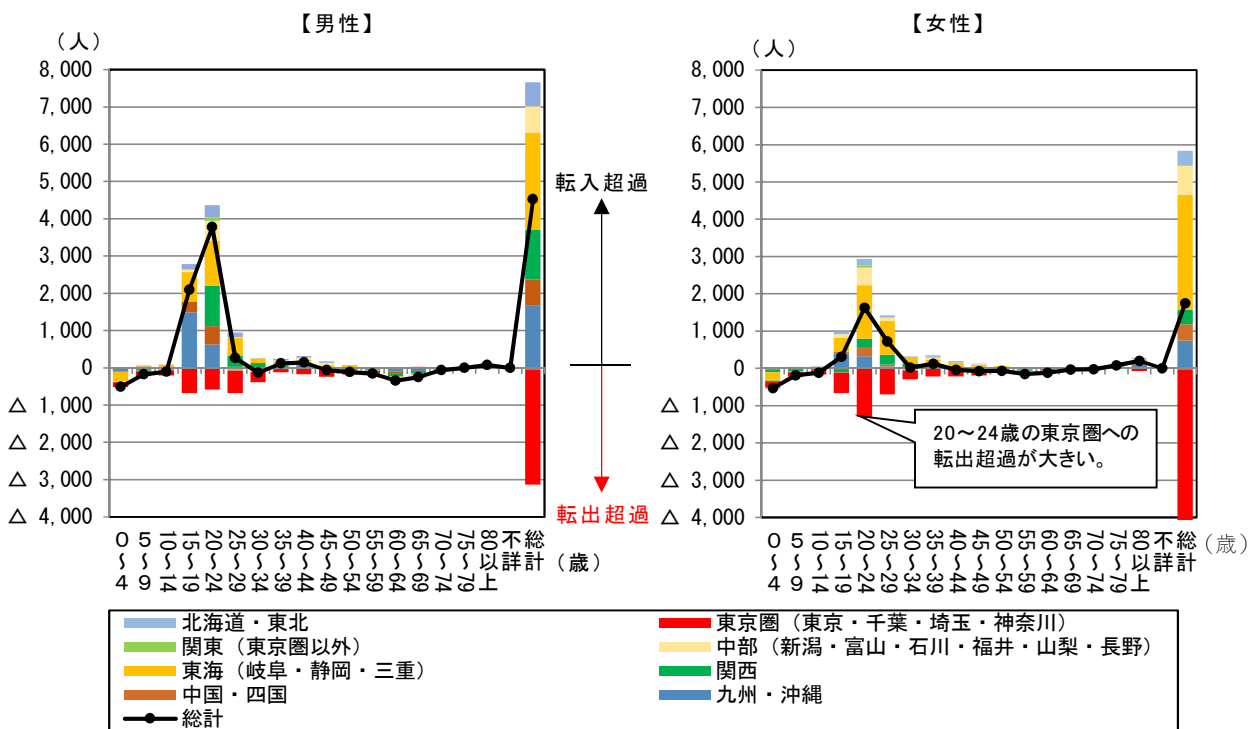 【男性】
【女性】
（人）
（人）
8,000
7,000
6,000
5,000
4,000
3,000
2,000
1,000
0
△ 1,000
△ 2,000
△ 3,000
△ 4,000
転入超過
転出超過
8,000
7,000
6,000
5,000
4,000
3,000
2,000
1,000
0
△ 1,000
△ 2,000
△ 3,000
△ 4,000
20～24歳の東京圏への
転出超過が大きい。
0～4
5～9
10～14
15～19
20～24
25～29
30～34
35～39
40～44
45～49
50～54
55～59
60～64
65～69
70～74
75～79
80以上
不詳
総計
（歳）
0～4
5～9
10～14
15～19
20～24
25～29
30～34
35～39
40～44
45～49
50～54
55～59
60～64
65～69
70～74
75～79
80以上
不詳
総計
（歳）
北海道・東北
東京圏（東京・千葉・埼玉・神奈川）
関東（東京圏以外）
中部（新潟・富山・石川・福井・山梨・長野）
東海（岐阜・静岡・三重）
関西
中国・四国
九州・沖縄
総計